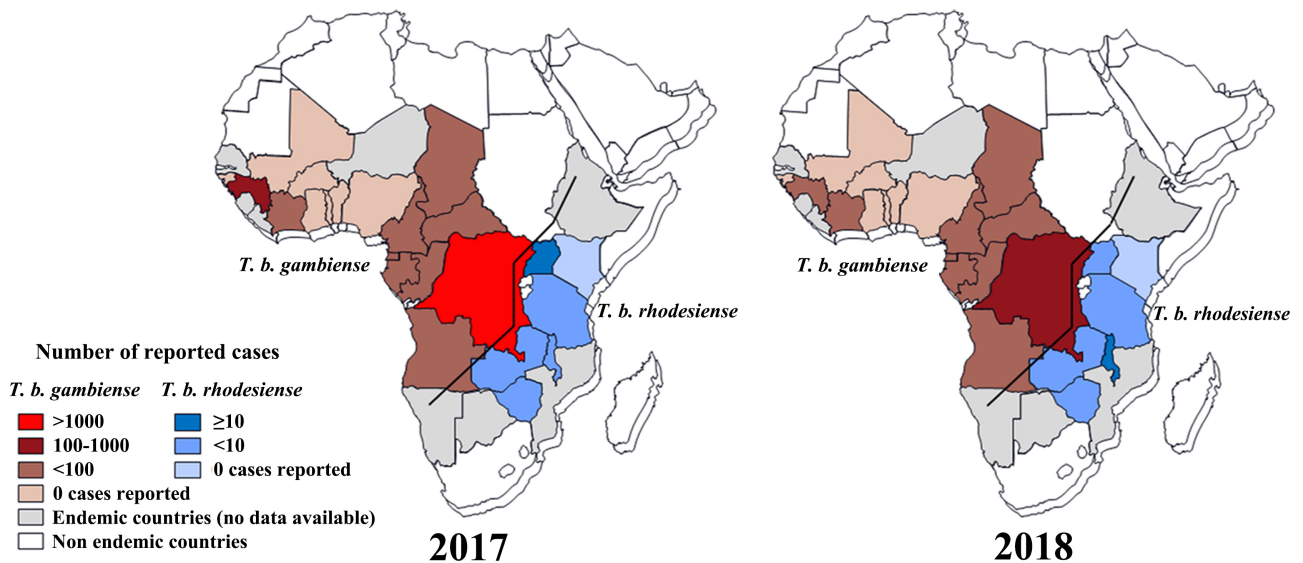 T. b. gambiense
T. b. rhodesiense
T. b. gambiense
T. b. rhodesiense
Number of reported cases
T. b. gambiense T. b. rhodesiense
>1000 ≥10
100-1000 <10
<100 0 cases reported
0 cases reported
Endemic countries (no data available)
Non endemic countries
2017
2018